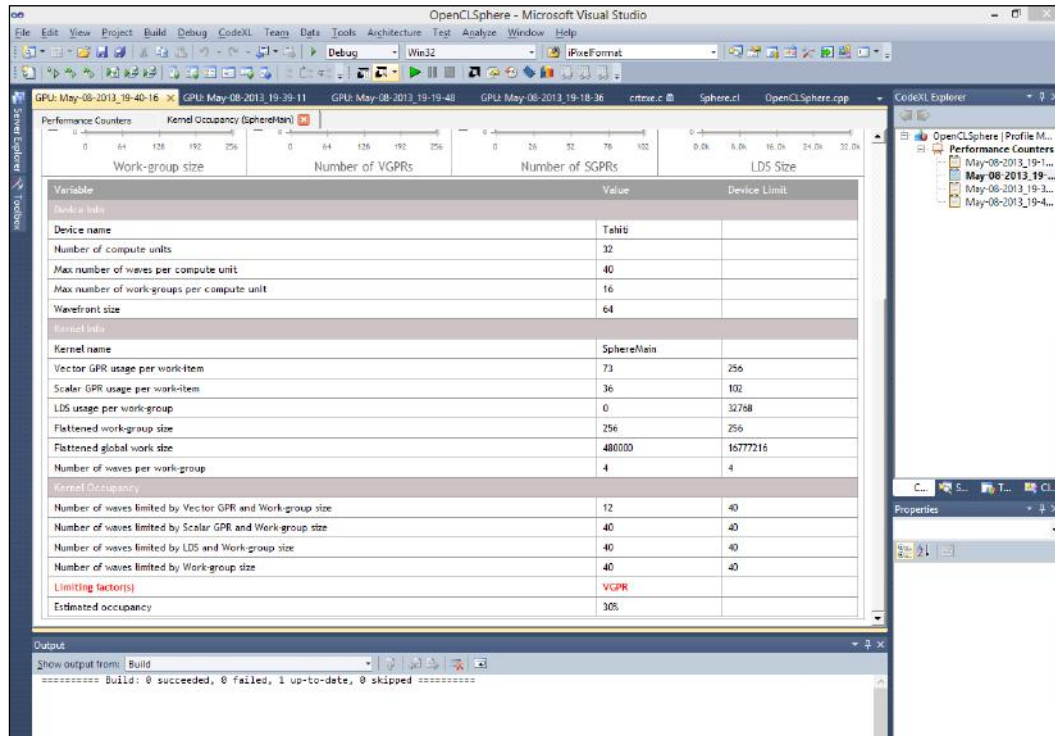 OpenCLSphere - Microsoft Visual Studio
File Edit View Project Build Debug CodeXL Team Data Tools Architecture Test Analyze Window Help
Debug Win32 iPixelFormat
GPU: May-08-2013_19-40-16 GPU: May-08-2013_19-39-11 GPU: May-08-2013_19-19-48 GPU: May-08-2013_19-18-36 crtexe.c Sphere.cl OpenCLSphere.cpp
Server Explorer
Toolbox
Performance Counters Kernel Occupancy (SphereMain)
0 64 128 192 256 0 64 128 192 256 0 26 52 78 102 0.0k 8.0k 16.0k 24.0k 32.0k
Work-group size Number of VGPRs Number of SGPRs LDS Size
Variable Value Device Limit
Device Info
Device name Tahiti
Number of compute units 32
Max number of waves per compute unit 40
Max number of work-groups per compute unit 16
Wavefront size 64
Kernel Info
Kernel name SphereMain
Vector GPR usage per work-item 73 256
Scalar GPR usage per work-item 36 102
LDS usage per work-group 0 32768
Flattened work-group size 256 256
Flattened global work size 480000 16777216
Number of waves per work-group 4 4
Kernel Occupancy
Number of waves limited by Vector GPR and Work-group size 12 40
Number of waves limited by Scalar GPR and Work-group size 40 40
Number of waves limited by LDS and Work-group size 40 40
Number of waves limited by Work-group size 40 40
Limiting factor(s) VGPR
Estimated occupancy 30%
CodeXL Explorer
OpenCLSphere | Profile M...
Performance Counters
May-08-2013_19-1...
May-08-2013_19-...
May-08-2013_19-3...
May-08-2013_19-4...
C... S... T... Cl...
Properties
Output
Show output from: Build
========== Build: 0 succeeded, 0 failed, 1 up-to-date, 0 skipped ==========